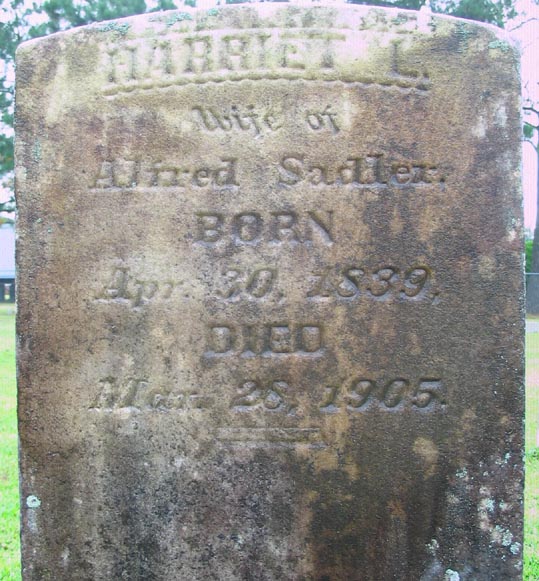 HARRIET L.
Wife of
Alfred Sadler.
BORN
Apr. 30, 1839,
DIED
Mar. 28, 1905.